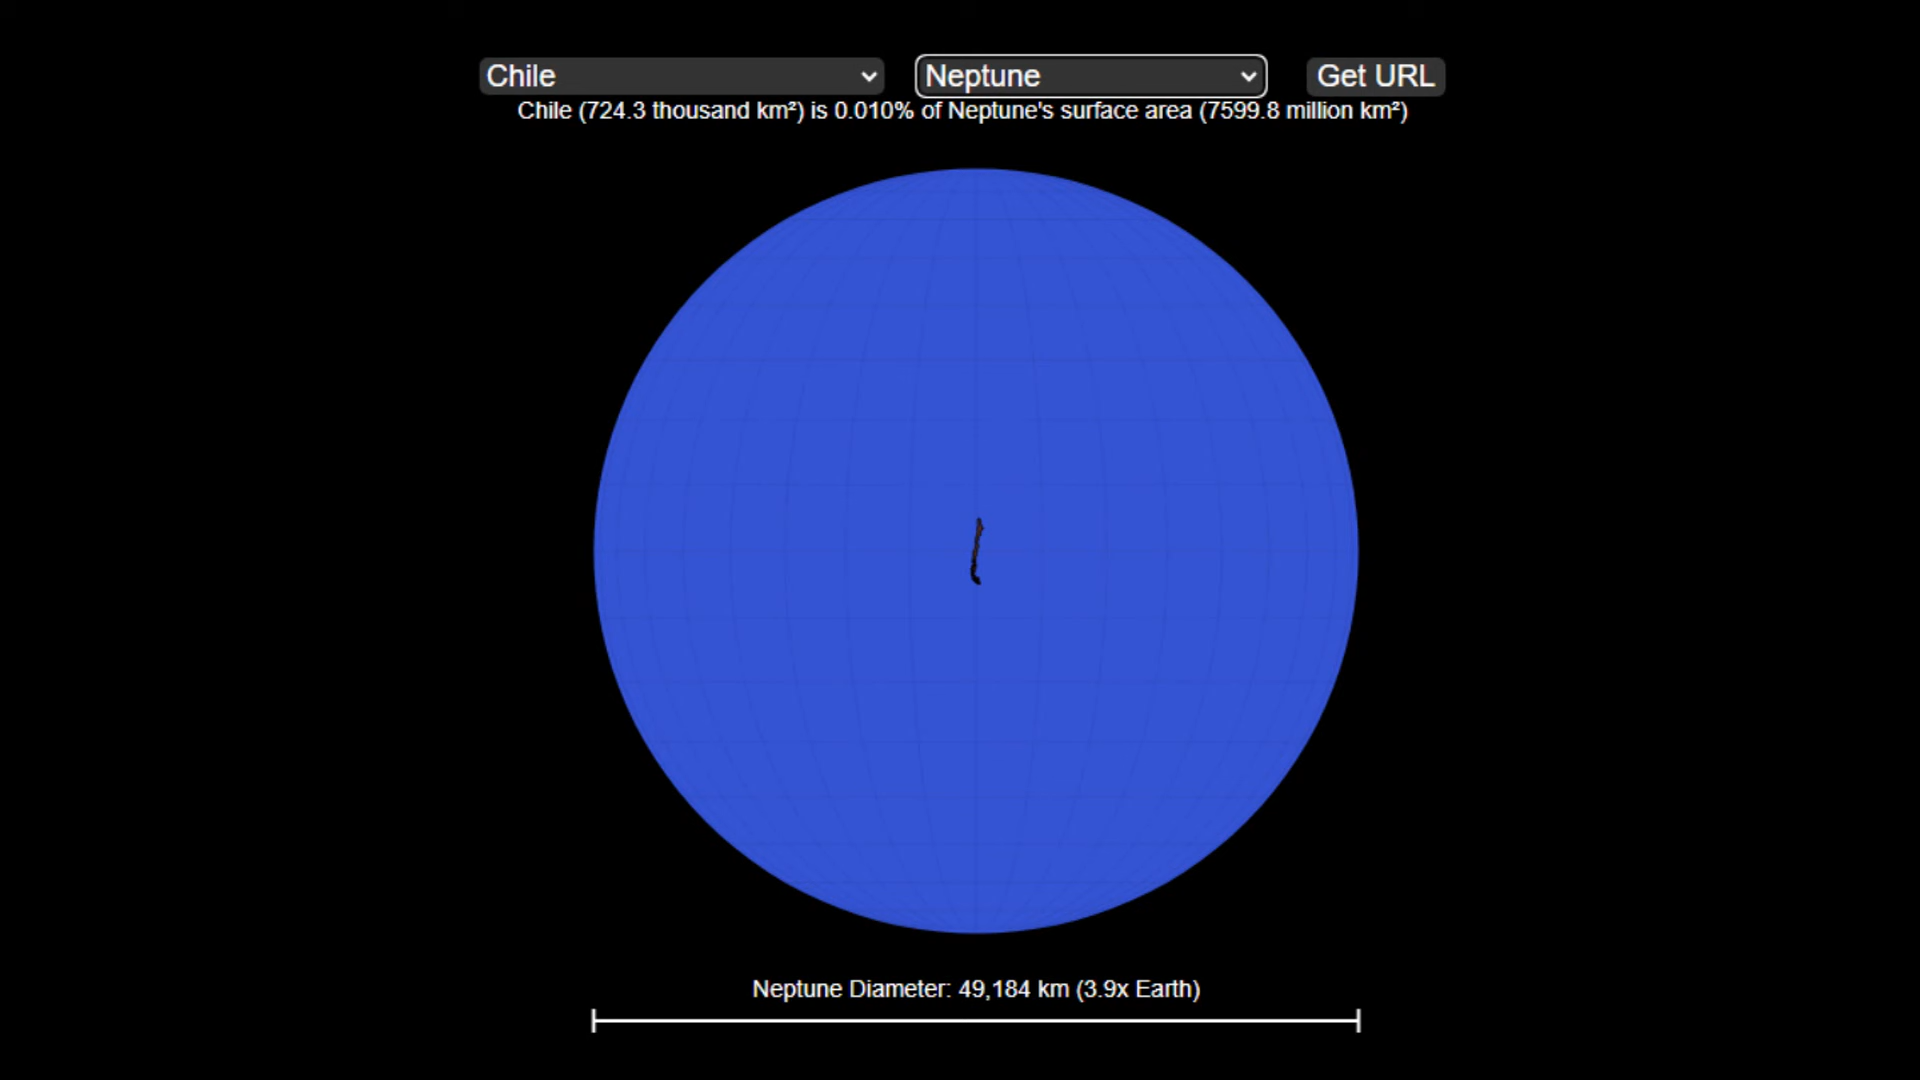 Chile Neptune Get URL
Chile (724.3 thousand km²) is 0.010% of Neptune's surface area (7599.8 million km²)
Neptune Diameter: 49,184 km (3.9x Earth)